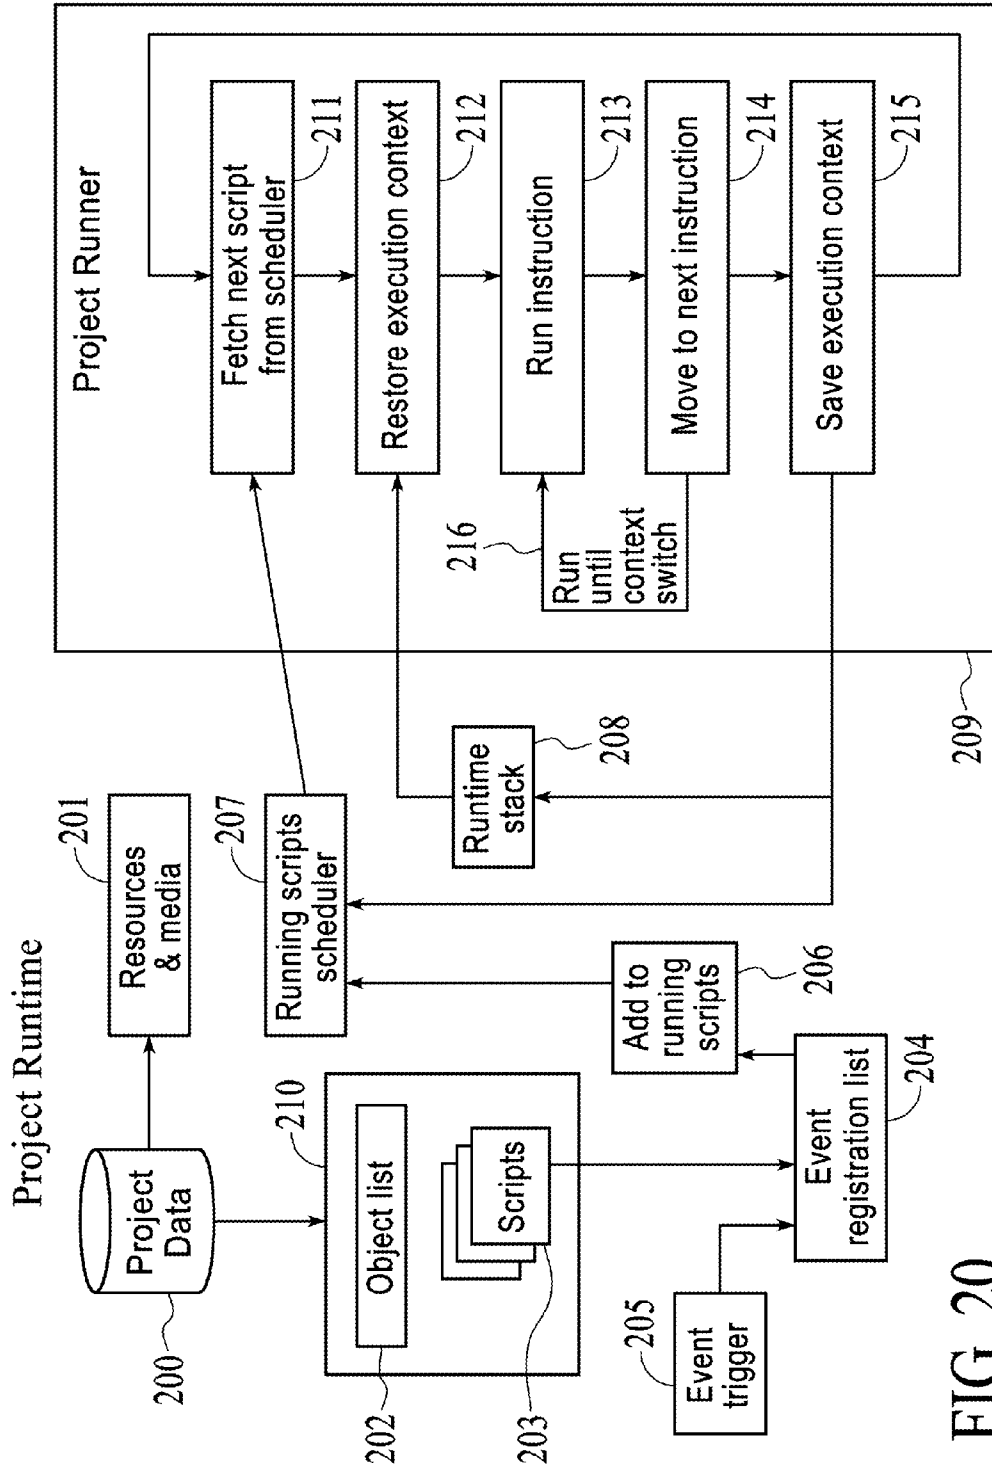 Project Runtime
Project
Data
200
Resources
& media
201
Object list
202
Scripts
203
210
Event
trigger
205
Event
registration list
204
Add to
running
scripts
206
Running scripts
scheduler
207
Runtime
stack
208
Project Runner
209
Fetch next script
from scheduler
211
Restore execution context
212
Run instruction
213
Move to next instruction
214
Save execution context
215
Run
until
context
switch
216
FIG 20